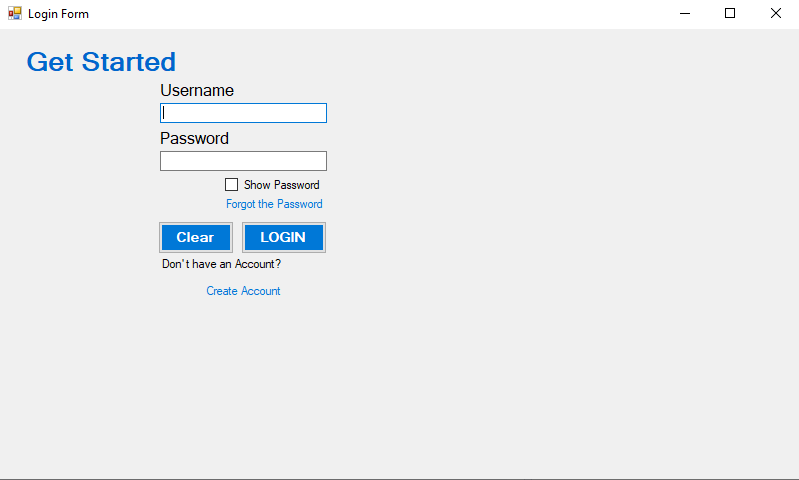 Login Form
Get Started
Username
Password
Show Password
Forgot the Password
Clear LOGIN
Don't have an Account?
Create Account